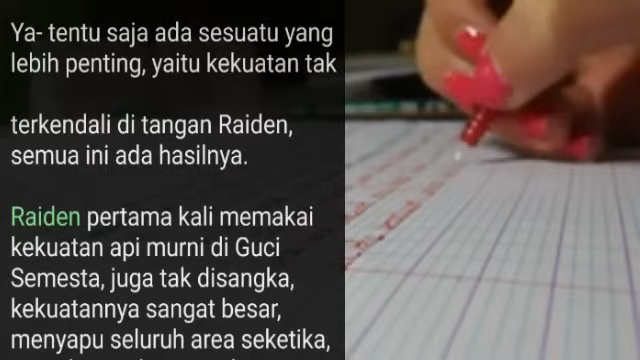 Ya- tentu saja ada sesuatu yang
lebih penting, yaitu kekuatan tak
terkendali di tangan Raiden,
semua ini ada hasilnya.
Raiden pertama kali memakai
kekuatan api murni di Guci
Semesta, juga tak disangka,
kekuatannya sangat besar,
menyapu seluruh area seketika,